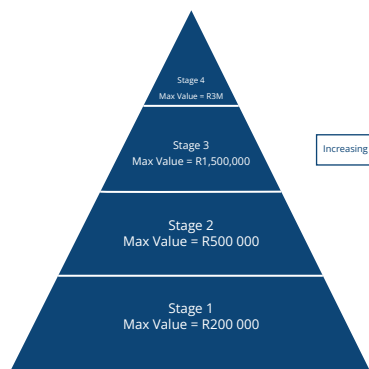 Stage 4
Max Value = R3M
Stage 3
Max Value = R1,500,000
Increasing
Stage 2
Max Value = R500 000
Stage 1
Max Value = R200 000